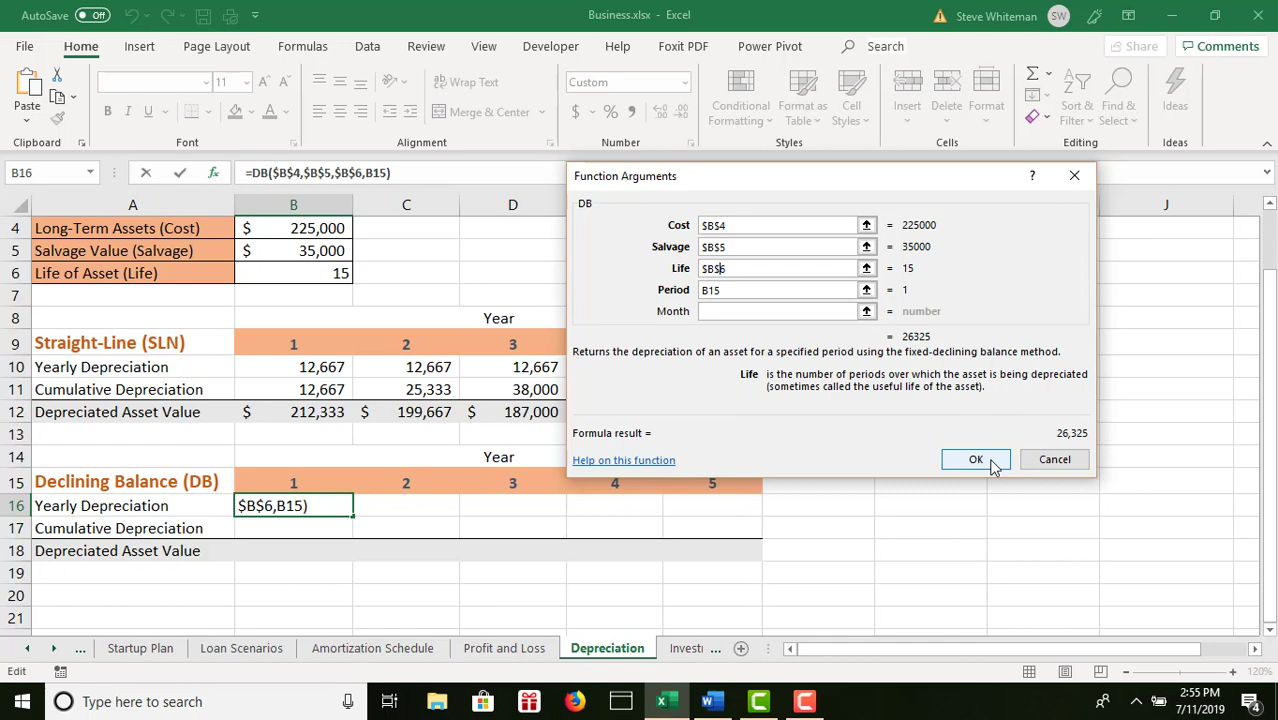 AutoSave Off Business.xlsx - Excel Steve Whiteman SW
File Home Insert Page Layout Formulas Data Review View Developer Help Foxit PDF Power Pivot Search Share Comments
Paste 11 A A Wrap Text Custom Conditional Formatting Format as Table Cell Styles Insert Delete Format Sort & Filter Find & Select Ideas
B I U A Merge & Center $ % ,
Clipboard Font Alignment Number Styles Cells Editing Ideas
B16 fx =DB($B$4,$B$5,$B$6,B15)
A B C D J
4 Long-Term Assets (Cost) $ 225,000
5 Salvage Value (Salvage) $ 35,000
6 Life of Asset (Life) 15
7
8 Year
9 Straight-Line (SLN) 1 2 3
10 Yearly Depreciation 12,667 12,667 12,667
11 Cumulative Depreciation 12,667 25,333 38,000
12 Depreciated Asset Value $ 212,333 $ 199,667 $ 187,000
13
14 Year
15 Declining Balance (DB) 1 2 3 4 5
16 Yearly Depreciation $B$6,B15)
17 Cumulative Depreciation
18 Depreciated Asset Value
19
20
21
Function Arguments ?
DB
Cost $B$4 = 225000
Salvage $B$5 = 35000
Life $B$6 = 15
Period B15 = 1
Month = number
= 26325
Returns the depreciation of an asset for a specified period using the fixed-declining balance method.
Life is the number of periods over which the asset is being depreciated
(sometimes called the useful life of the asset).
Formula result = 26,325
Help on this function OK Cancel
... Startup Plan Loan Scenarios Amortization Schedule Profit and Loss Depreciation Investi ...
Edit 120%
Type here to search 2:55 PM
7/11/2019 4